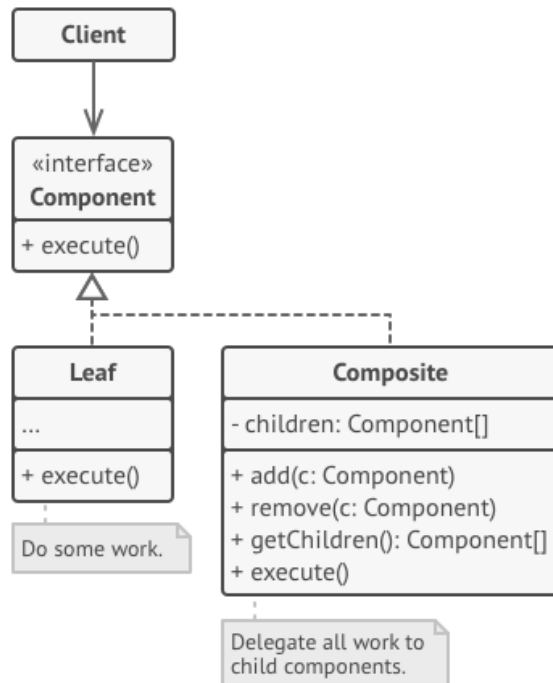 Client
«interface»
Component
+ execute()
Leaf
...
+ execute()
Do some work.
Composite
- children: Component[]
+ add(c: Component)
+ remove(c: Component)
+ getChildren(): Component[]
+ execute()
Delegate all work to
child components.